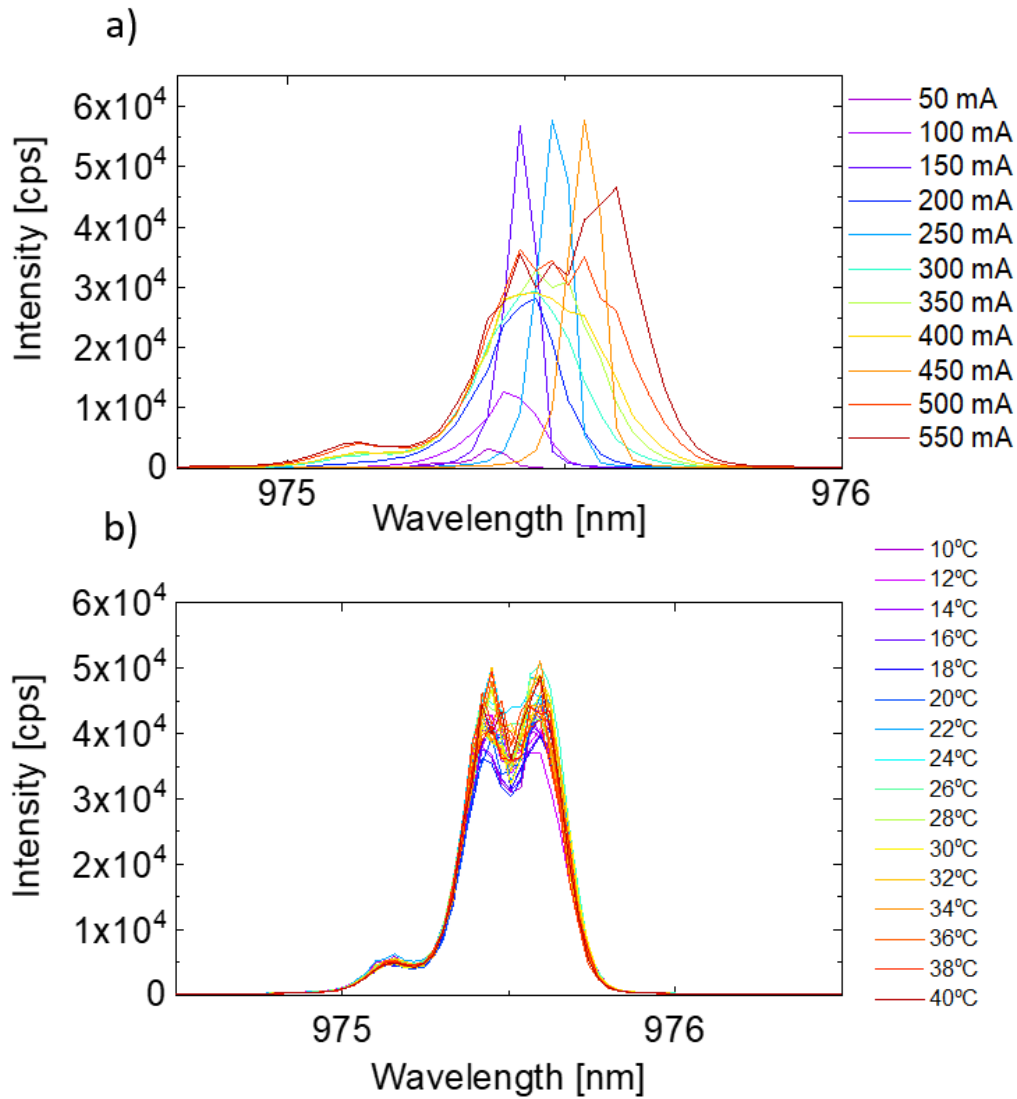 a)
Intensity [cps]
6x10⁴
5x10⁴
4x10⁴
3x10⁴
2x10⁴
1x10⁴
0
975
976
Wavelength [nm]
50 mA
100 mA
150 mA
200 mA
250 mA
300 mA
350 mA
400 mA
450 mA
500 mA
550 mA
b)
Intensity [cps]
6x10⁴
5x10⁴
4x10⁴
3x10⁴
2x10⁴
1x10⁴
0
975
976
Wavelength [nm]
10ºC
12ºC
14ºC
16ºC
18ºC
20ºC
22ºC
24ºC
26ºC
28ºC
30ºC
32ºC
34ºC
36ºC
38ºC
40ºC